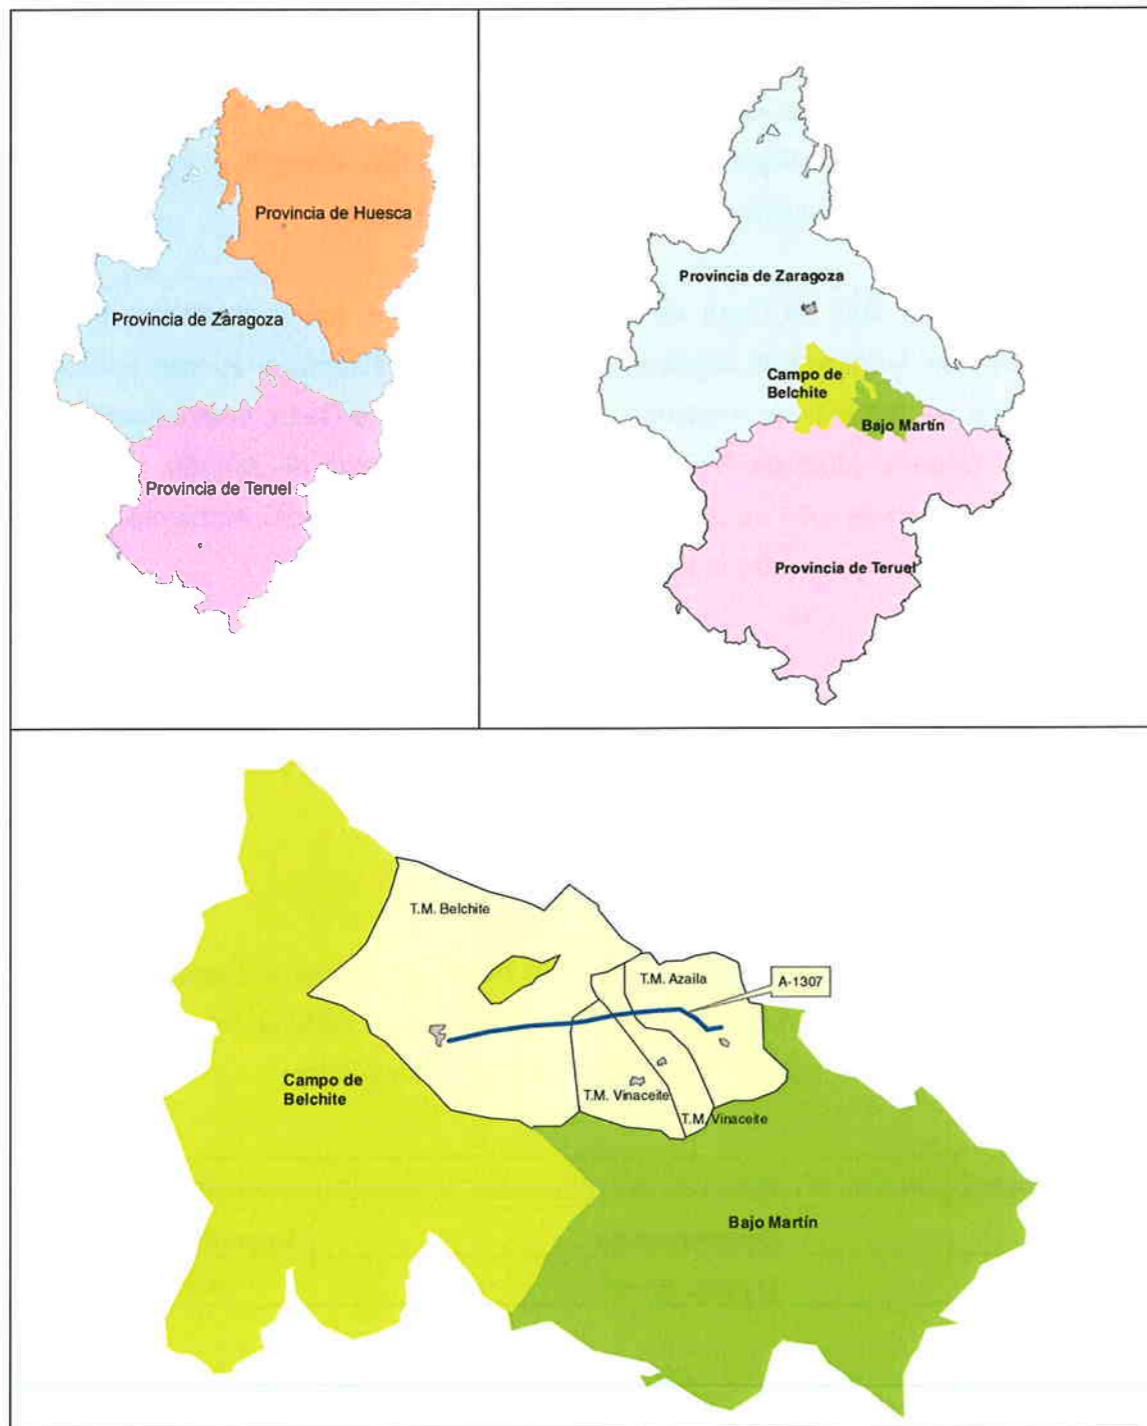 Provincia de Huesca
Provincia de Zaragoza
Provincia de Teruel
Provincia de Zaragoza
Campo de
Belchite
Bajo Martín
Provincia de Teruel
T.M. Belchite
T.M. Azaila
A-1307
Campo de
Belchite
T.M. Vinaceite
T.M. Vinaceite
Bajo Martín